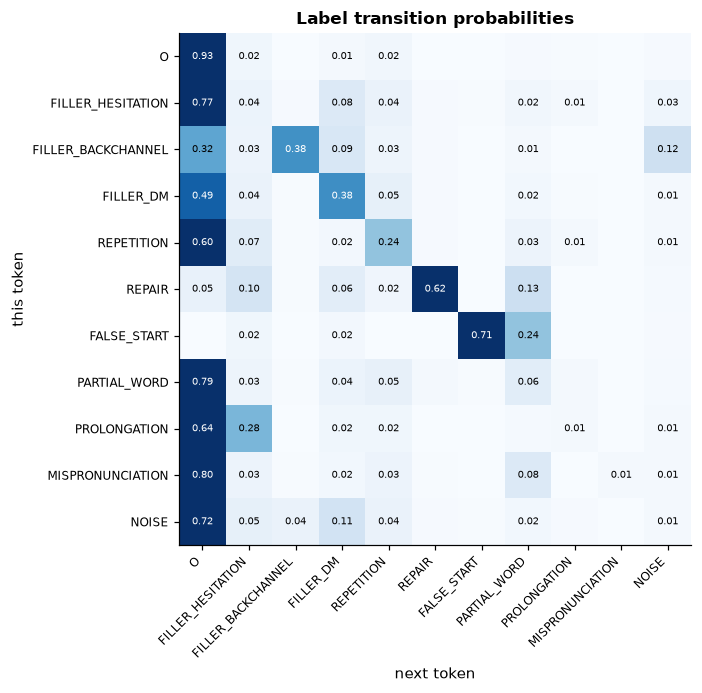 Label transition probabilities
this token
O 0.93 0.02 0.01 0.02
FILLER_HESITATION 0.77 0.04 0.08 0.04 0.02 0.01 0.03
FILLER_BACKCHANNEL 0.32 0.03 0.38 0.09 0.03 0.01 0.12
FILLER_DM 0.49 0.04 0.38 0.05 0.02 0.01
REPETITION 0.60 0.07 0.02 0.24 0.03 0.01 0.01
REPAIR 0.05 0.10 0.06 0.02 0.62 0.13
FALSE_START 0.02 0.02 0.71 0.24
PARTIAL_WORD 0.79 0.03 0.04 0.05 0.06
PROLONGATION 0.64 0.28 0.02 0.02 0.01 0.01
MISPRONUNCIATION 0.80 0.03 0.02 0.03 0.08 0.01 0.01
NOISE 0.72 0.05 0.04 0.11 0.04 0.02 0.01
O FILLER_HESITATION FILLER_BACKCHANNEL FILLER_DM REPETITION REPAIR FALSE_START PARTIAL_WORD PROLONGATION MISPRONUNCIATION NOISE
next token